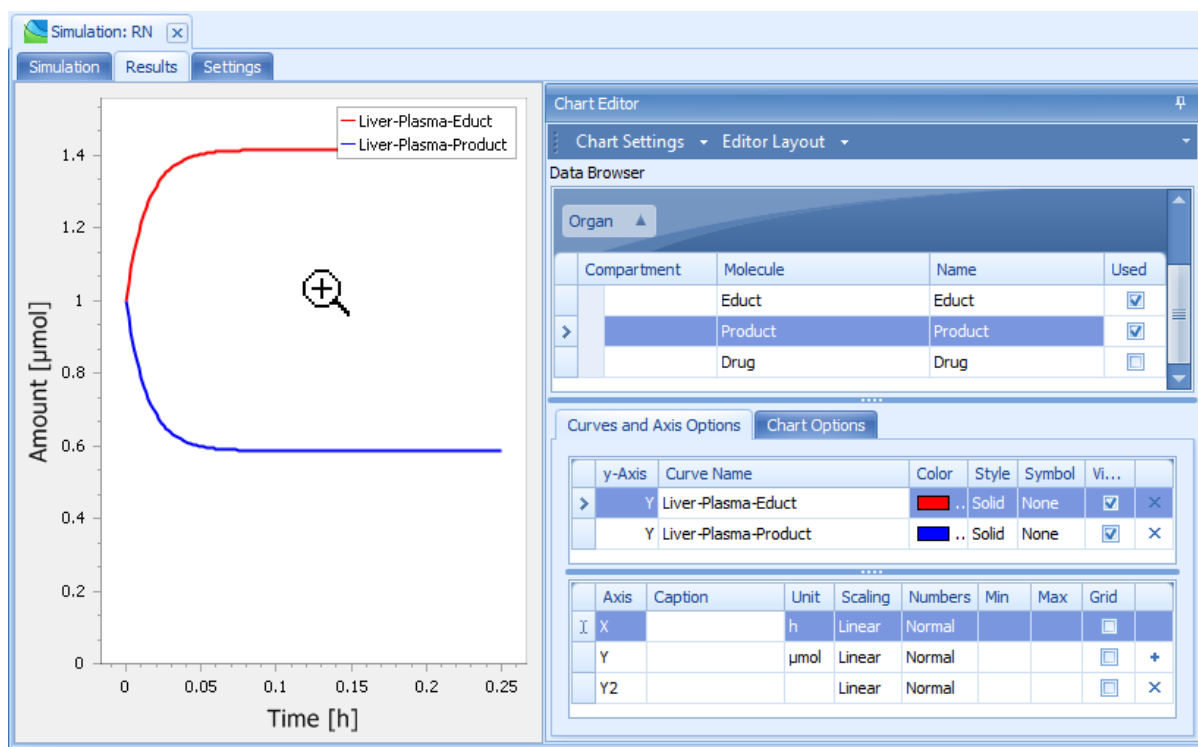 Simulation: RN
Simulation Results Settings
Liver-Plasma-Educt
Liver-Plasma-Product
1.4
1.2
1
0.8
0.6
0.4
0.2
0
Amount [µmol]
0 0.05 0.1 0.15 0.2 0.25
Time [h]
Chart Editor
Chart Settings Editor Layout
Data Browser
Organ
Compartment Molecule Name Used
Educt Educt
Product Product
Drug Drug
Curves and Axis Options Chart Options
y-Axis Curve Name Color Style Symbol Vi...
Y Liver-Plasma-Educt .. Solid None
Y Liver-Plasma-Product .. Solid None
Axis Caption Unit Scaling Numbers Min Max Grid
X h Linear Normal
Y µmol Linear Normal
Y2 Linear Normal